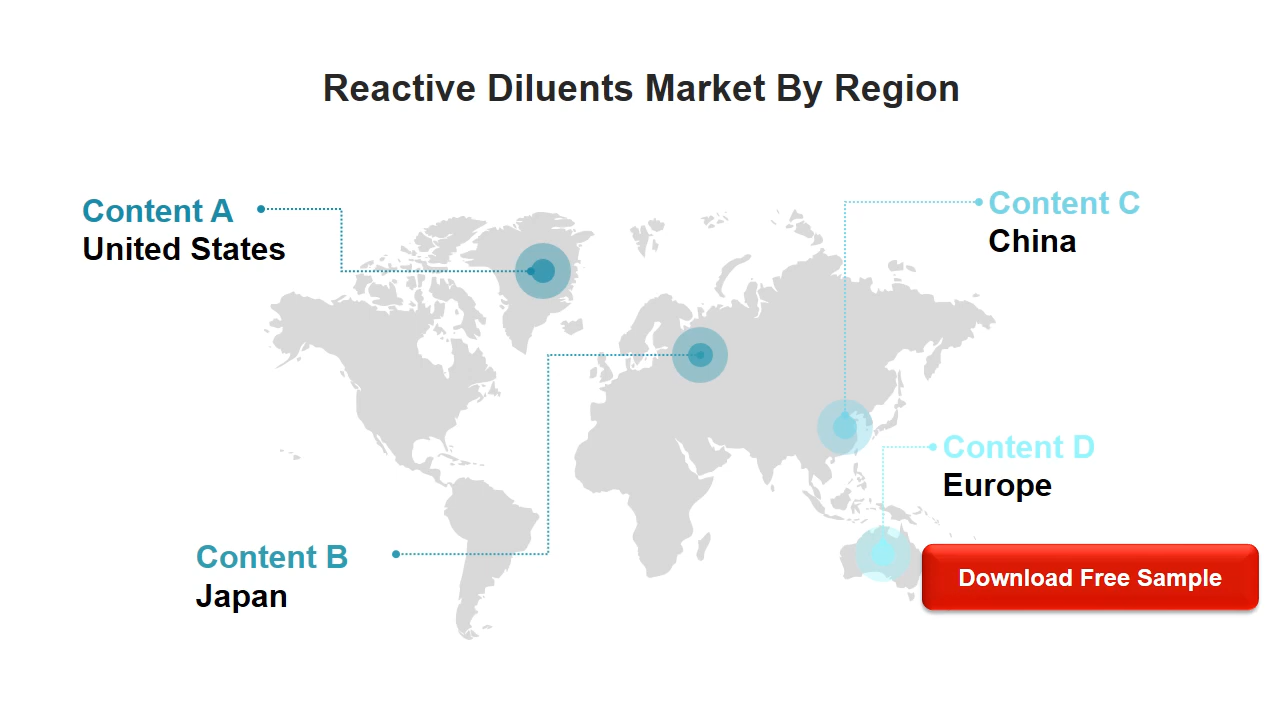 Reactive Diluents Market By Region
Content A
United States
Content C
China
Content D
Europe
Content B
Japan
Download Free Sample